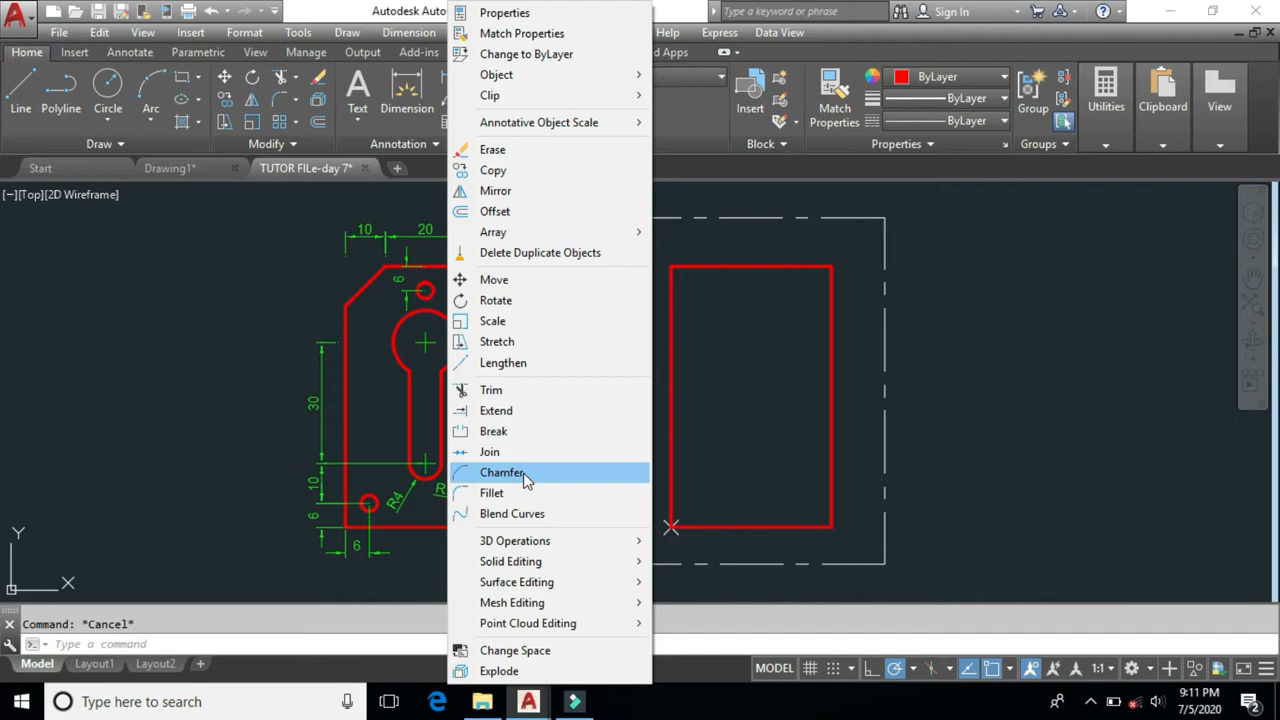 Autodesk Auto
Type a keyword or phrase
Sign In
File
Edit
View
Insert
Format
Tools
Draw
Dimension
Help
Express
Data View
Home
Insert
Annotate
Parametric
View
Manage
Output
Add-ins
d Apps
Line
Polyline
Circle
Arc
Text
Dimension
Insert
Match
Properties
ByLayer
ByLayer
ByLayer
Group
Utilities
Clipboard
View
Draw
Modify
Annotation
Block
Properties
Groups
Start
Drawing1*
TUTOR FILe-day 7*
[−][Top][2D Wireframe]
Properties
Match Properties
Change to ByLayer
Object
Clip
Annotative Object Scale
Erase
Copy
Mirror
Offset
Array
Delete Duplicate Objects
Move
Rotate
Scale
Stretch
Lengthen
Trim
Extend
Break
Join
Chamfer
Fillet
Blend Curves
3D Operations
Solid Editing
Surface Editing
Mesh Editing
Point Cloud Editing
Change Space
Explode
10
20
6
30
10
6
6
R4
R
Y
X
Command: *Cancel*
Type a command
Model
Layout1
Layout2
MODEL
1:1
Type here to search
9:11 PM
7/5/2020
2